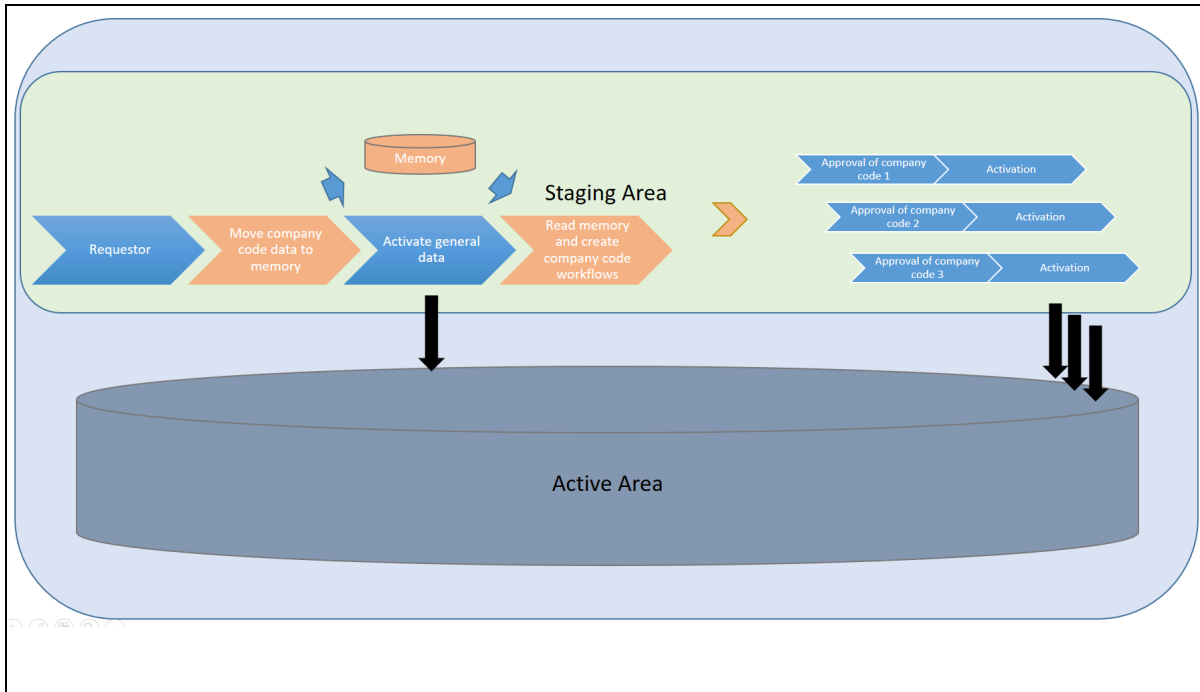 Memory
Staging Area
Requestor
Move company
code data to
memory
Activate general
data
Read memory
and create
company code
workflows
Approval of company
code 1
Activation
Approval of company
code 2
Activation
Approval of company
code 3
Activation
Active Area